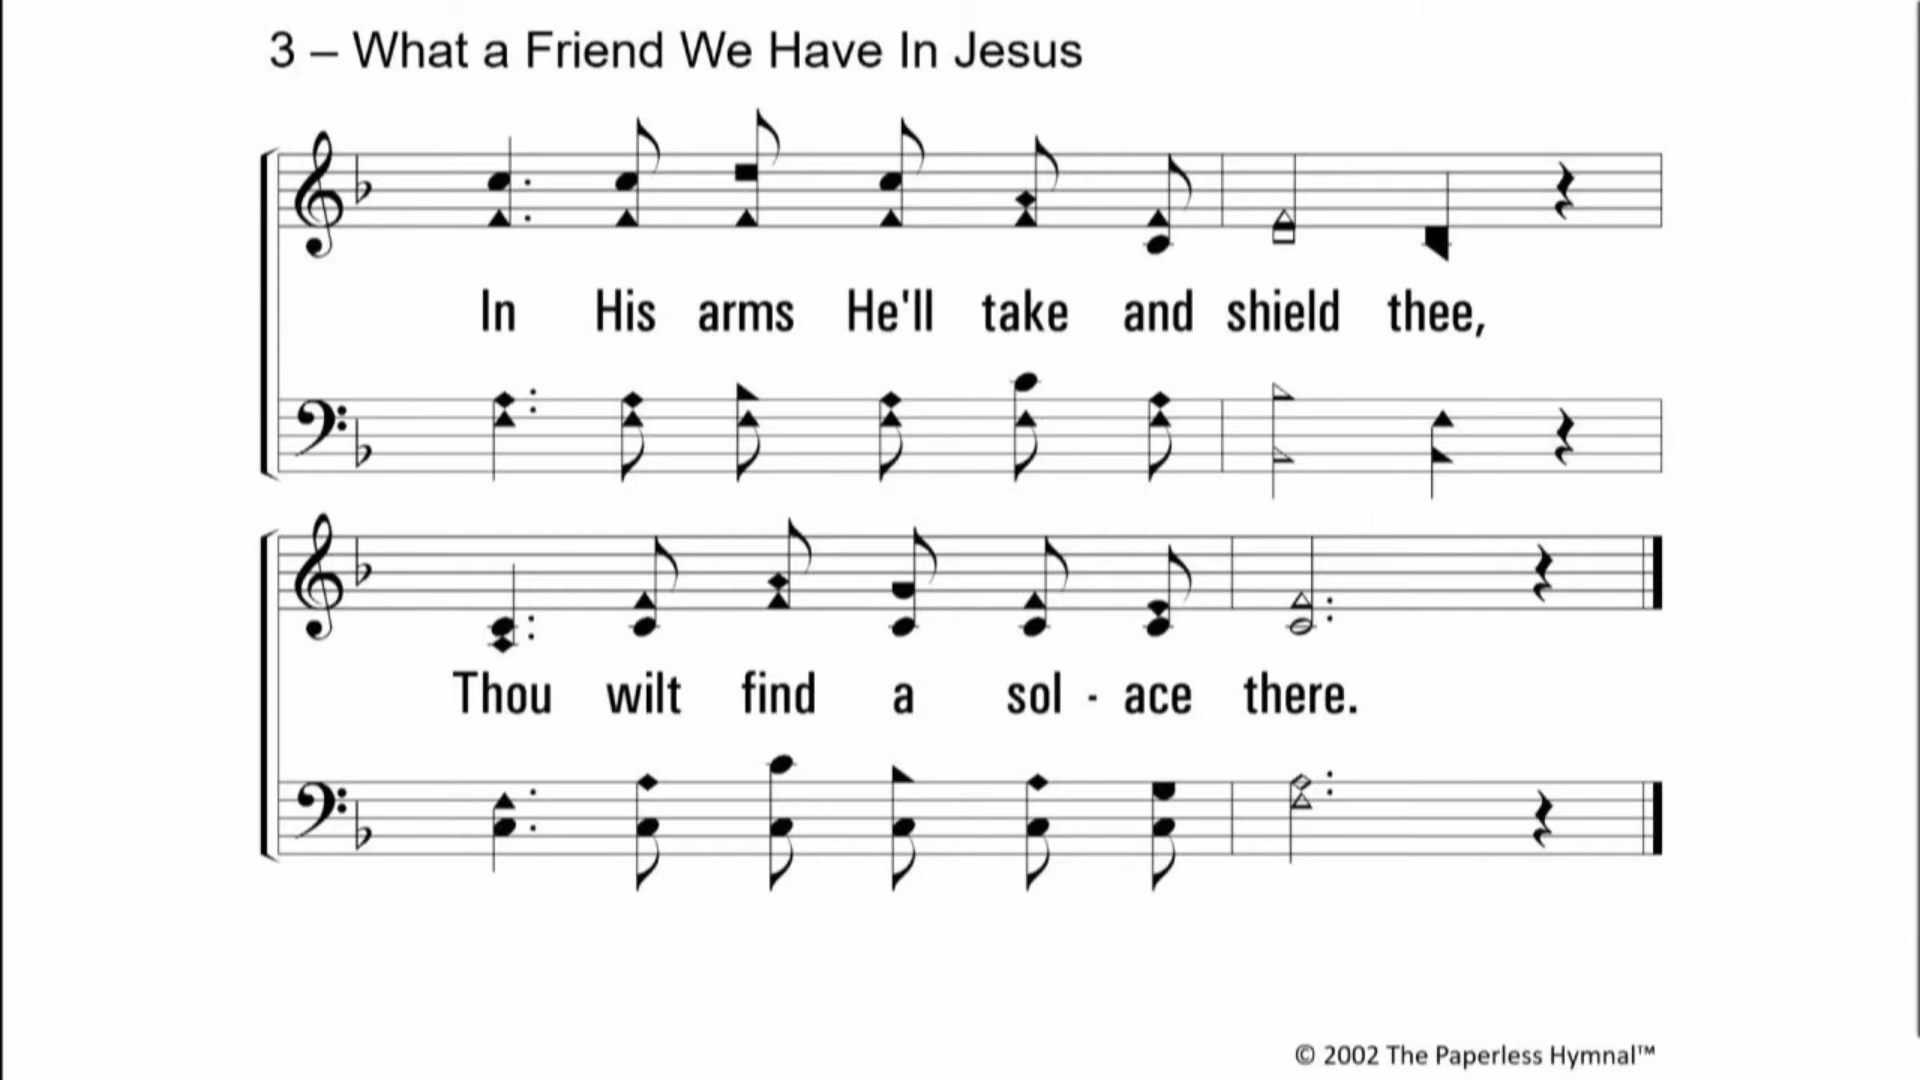 3 – What a Friend We Have In Jesus
In His arms He'll take and shield thee,
Thou wilt find a sol - ace there.
© 2002 The Paperless Hymnal™